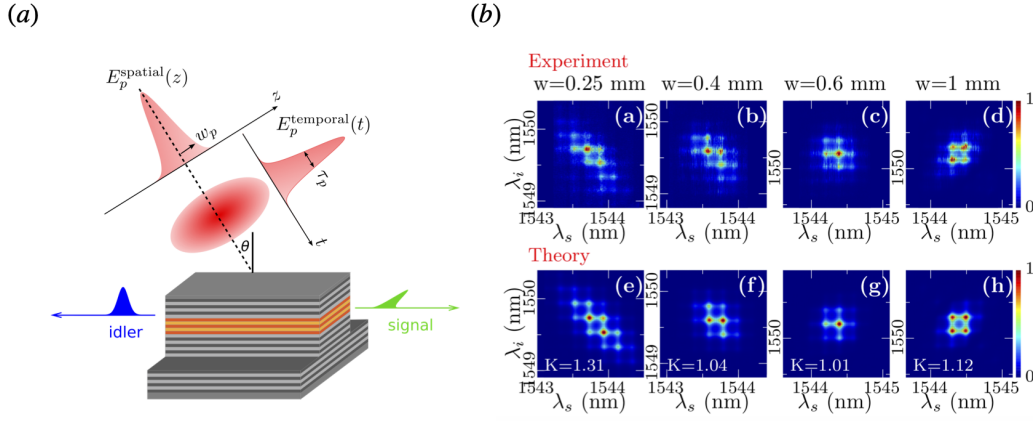 (a)
E_p^spatial(z)
z
w_p
E_p^temporal(t)
τ_p
t
θ
idler
signal
(b)
Experiment
w=0.25 mm w=0.4 mm w=0.6 mm w=1 mm
(a) (b) (c) (d)
λ_i (nm)
1550
1549
1550
1550
1543 1544
1543 1544
1544 1545
1544 1545
λ_s (nm) λ_s (nm) λ_s (nm) λ_s (nm)
1
0
Theory
(e) (f) (g) (h)
λ_i (nm)
1550
1549
1550
1550
K=1.31 K=1.04 K=1.01 K=1.12
1543 1544
1543 1544
1544 1545
1544 1545
λ_s (nm) λ_s (nm) λ_s (nm) λ_s (nm)
1
0